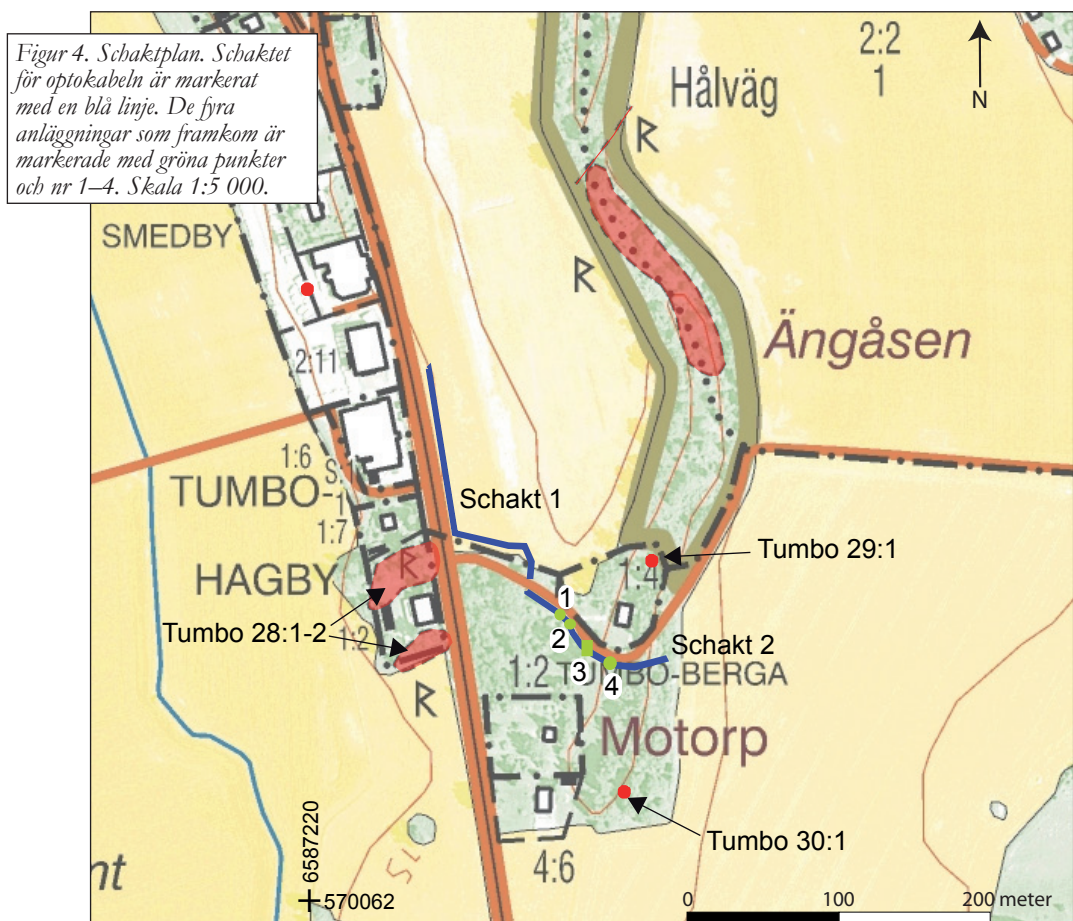 Figur 4. Schaktplan. Schaktet
för optokabeln är markerat
med en blå linje. De fyra
anläggningar som framkom är
markerade med gröna punkter
och nr 1–4. Skala 1:5 000.
2:2
1
N
Hålväg
R
SMEDBY
R
Ängåsen
2:11
1:6
S:1
TUMBO-
1
Schakt 1
1:7
Tumbo 29:1
HAGBY
R
1:4
1
Tumbo 28:1-2
1:2
2
Schakt 2
3
1:2
TUMBO-BERGA
4
R
Motorp
Tumbo 30:1
15
4:6
nt
6587220
570062
0 100 200 meter